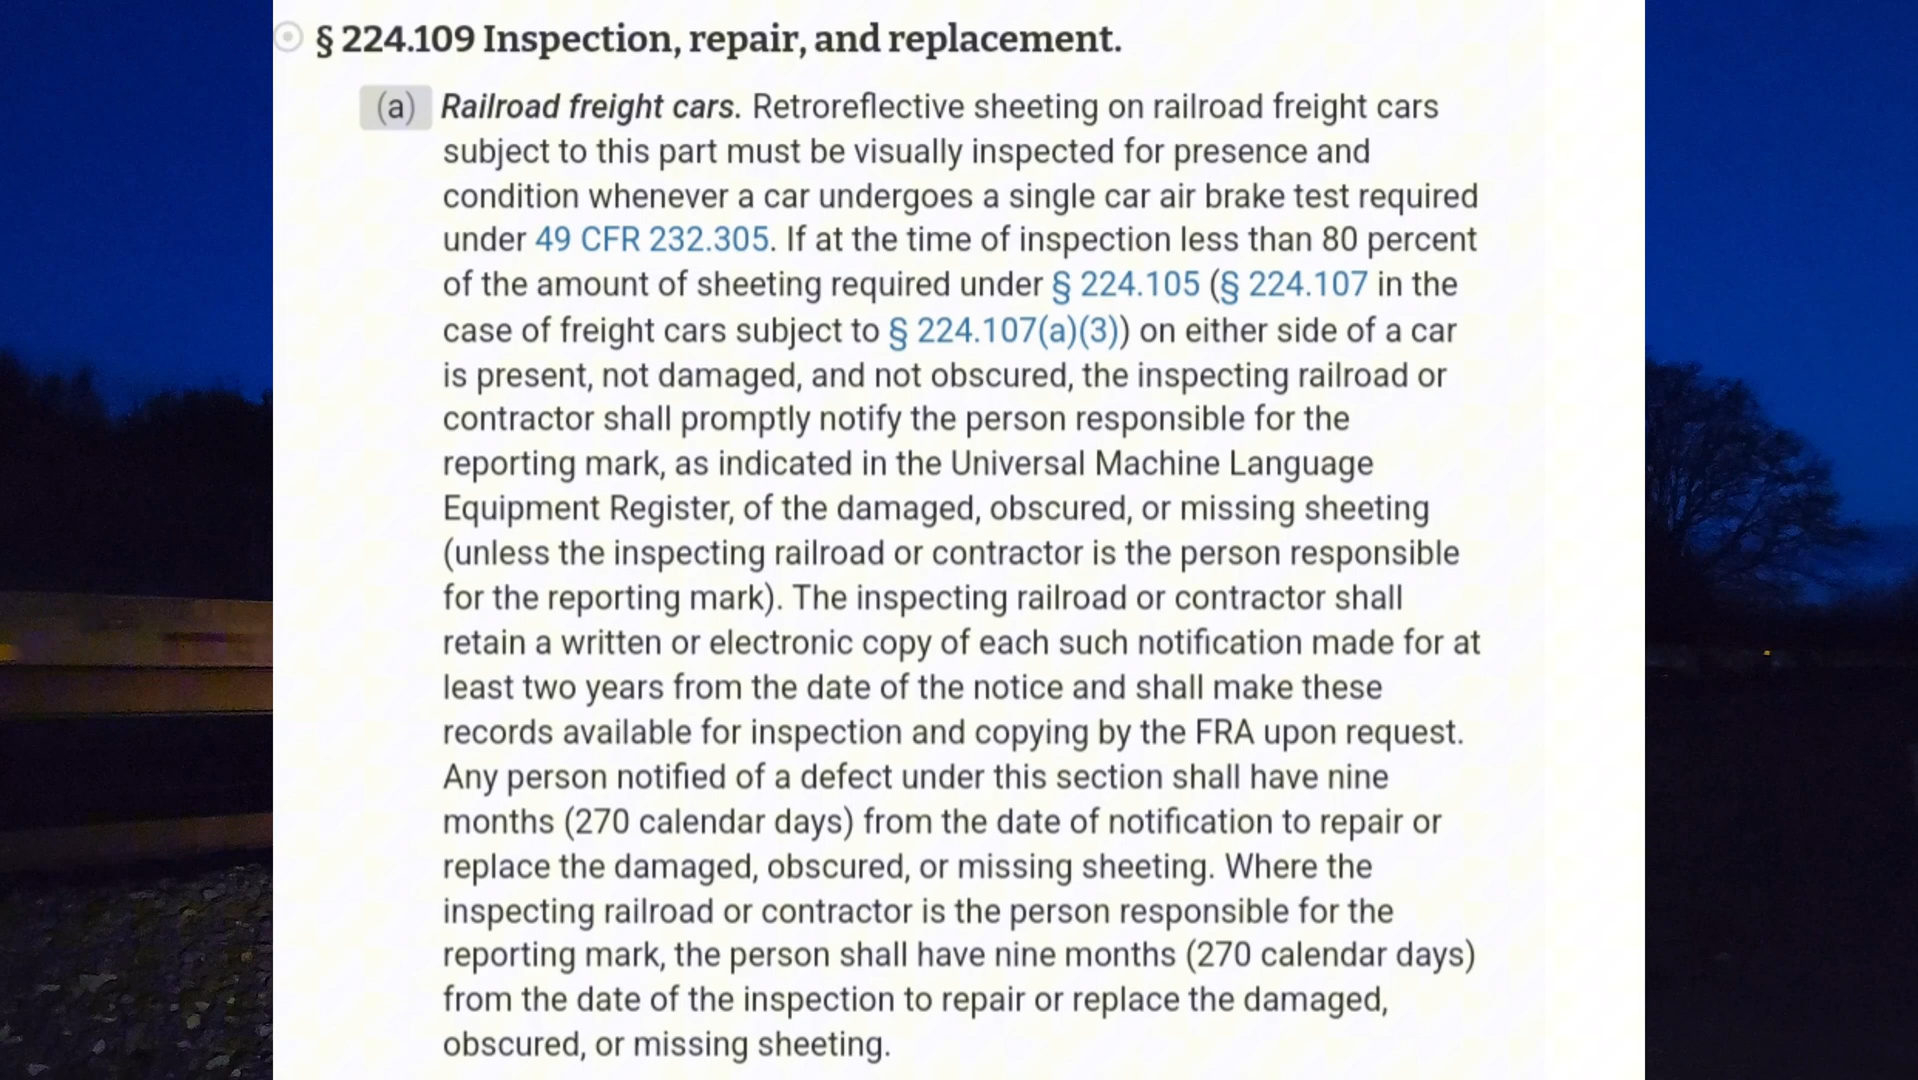 § 224.109 Inspection, repair, and replacement.
(a) Railroad freight cars. Retroreflective sheeting on railroad freight cars
subject to this part must be visually inspected for presence and
condition whenever a car undergoes a single car air brake test required
under 49 CFR 232.305. If at the time of inspection less than 80 percent
of the amount of sheeting required under § 224.105 (§ 224.107 in the
case of freight cars subject to § 224.107(a)(3)) on either side of a car
is present, not damaged, and not obscured, the inspecting railroad or
contractor shall promptly notify the person responsible for the
reporting mark, as indicated in the Universal Machine Language
Equipment Register, of the damaged, obscured, or missing sheeting
(unless the inspecting railroad or contractor is the person responsible
for the reporting mark). The inspecting railroad or contractor shall
retain a written or electronic copy of each such notification made for at
least two years from the date of the notice and shall make these
records available for inspection and copying by the FRA upon request.
Any person notified of a defect under this section shall have nine
months (270 calendar days) from the date of notification to repair or
replace the damaged, obscured, or missing sheeting. Where the
inspecting railroad or contractor is the person responsible for the
reporting mark, the person shall have nine months (270 calendar days)
from the date of the inspection to repair or replace the damaged,
obscured, or missing sheeting.